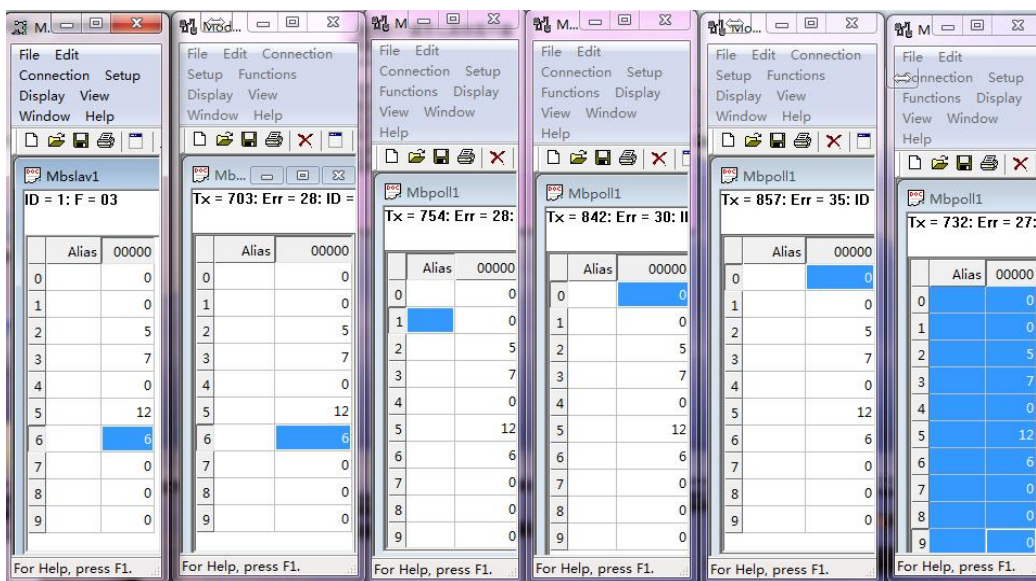 M.
File Edit
Connection Setup
Display View
Window Help
Mbslav1
ID = 1: F = 03
Alias 00000
0 0
1 0
2 5
3 7
4 0
5 12
6 6
7 0
8 0
9 0
For Help, press F1.
Mod...
File Edit Connection
Setup Functions
Display View
Window Help
Mb...
Tx = 703: Err = 28: ID =
Alias 00000
0 0
1 0
2 5
3 7
4 0
5 12
6 6
7 0
8 0
9 0
For Help, press F1.
M...
File Edit
Connection Setup
Functions Display
View Window
Help
Mbpoll1
Tx = 754: Err = 28:
Alias 00000
0 0
1 0
2 5
3 7
4 0
5 12
6 6
7 0
8 0
9 0
For Help, press F1.
M...
File Edit
Connection Setup
Functions Display
View Window
Help
Mbpoll1
Tx = 842: Err = 30: II
Alias 00000
0 0
1 0
2 5
3 7
4 0
5 12
6 6
7 0
8 0
9 0
For Help, press F1.
File Edit Connection
Setup Functions
Display View
Window Help
Mbpoll1
Tx = 857: Err = 35: ID
Alias 00000
0 0
1 0
2 5
3 7
4 0
5 12
6 6
7 0
8 0
9 0
For Help, press F1.
M
File Edit
Connection Setup
Functions Display
View Window
Help
Mbpoll1
Tx = 732: Err = 27:
Alias 00000
0 0
1 0
2 5
3 7
4 0
5 12
6 6
7 0
8 0
9 0
For Help, press F1.